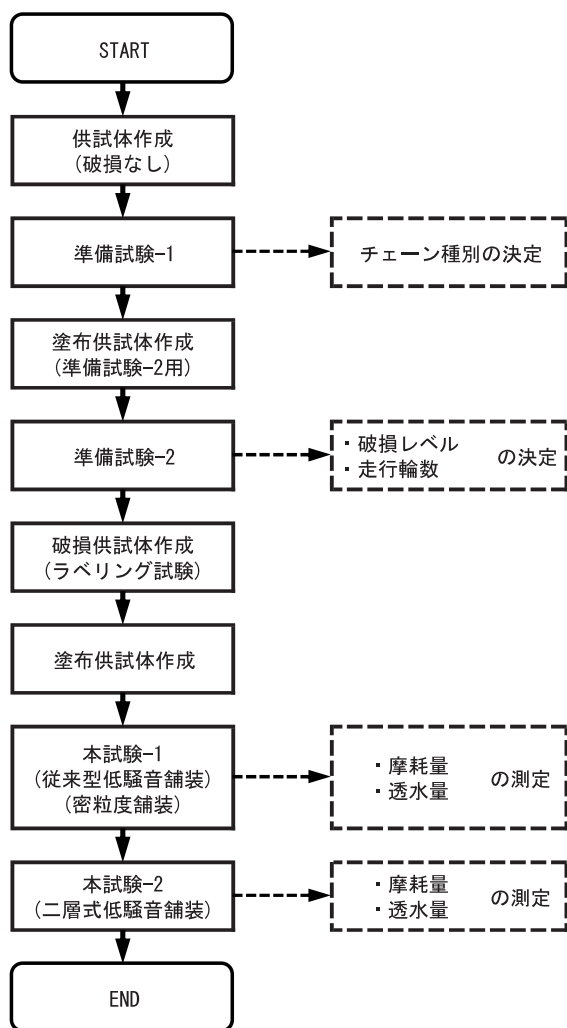 START
供試体作成
(破損なし)
準備試験-1
チェーン種別の決定
塗布供試体作成
(準備試験-2用)
準備試験-2
・破損レベル
・走行輪数
の決定
破損供試体作成
(ラベリング試験)
塗布供試体作成
本試験-1
(従来型低騒音舗装)
(密粒度舗装)
・摩耗量
・透水量
の測定
本試験-2
(二層式低騒音舗装)
・摩耗量
・透水量
の測定
END